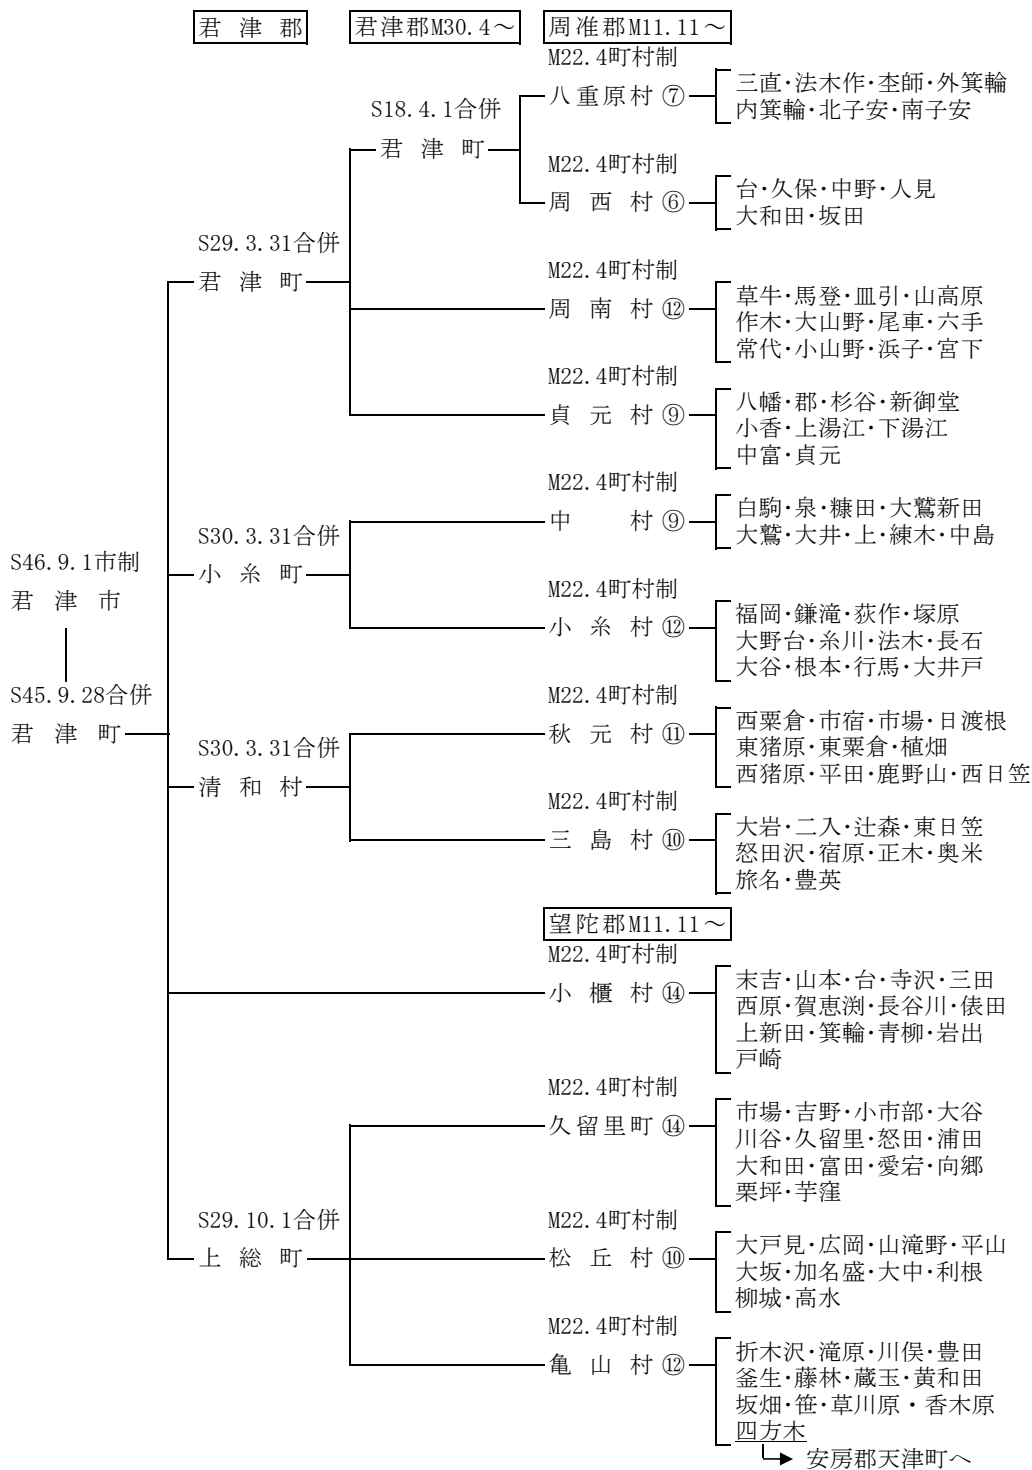 君津郡
君津郡M30.4～
周准郡M11.11～
M22.4町村制
八重原村⑦
三直・法木作・杢師・外箕輪
内箕輪・北子安・南子安
S18.4.1合併
君津町
M22.4町村制
周西村⑥
台・久保・中野・人見
大和田・坂田
S29.3.31合併
君津町
M22.4町村制
周南村⑫
草牛・馬登・皿引・山高原
作木・大山野・尾車・六手
常代・小山野・浜子・宮下
M22.4町村制
貞元村⑨
八幡・郡・杉谷・新御堂
小香・上湯江・下湯江
中富・貞元
M22.4町村制
中村⑨
白駒・泉・糠田・大鷲新田
大鷲・大井・上・練木・中島
S30.3.31合併
小糸町
M22.4町村制
小糸村⑫
福岡・鎌滝・荻作・塚原
大野台・糸川・法木・長石
大谷・根本・行馬・大井戸
S46.9.1市制
君津市
S45.9.28合併
君津町
M22.4町村制
秋元村⑪
西粟倉・市宿・市場・日渡根
東猪原・東粟倉・植畑
西猪原・平田・鹿野山・西日笠
S30.3.31合併
清和村
M22.4町村制
三島村⑩
大岩・二入・辻森・東日笠
怒田沢・宿原・正木・奥米
旅名・豊英
望陀郡M11.11～
M22.4町村制
小櫃村⑭
末吉・山本・台・寺沢・三田
西原・賀恵渕・長谷川・俵田
上新田・箕輪・青柳・岩出
戸崎
M22.4町村制
久留里町⑭
市場・吉野・小市部・大谷
川谷・久留里・怒田・浦田
大和田・富田・愛宕・向郷
栗坪・芋窪
S29.10.1合併
上総町
M22.4町村制
松丘村⑩
大戸見・広岡・山滝野・平山
大坂・加名盛・大中・利根
柳城・高水
M22.4町村制
亀山村⑫
折木沢・滝原・川俣・豊田
釜生・藤林・蔵玉・黄和田
坂畑・笹・草川原・香木原
四方木
安房郡天津町へ